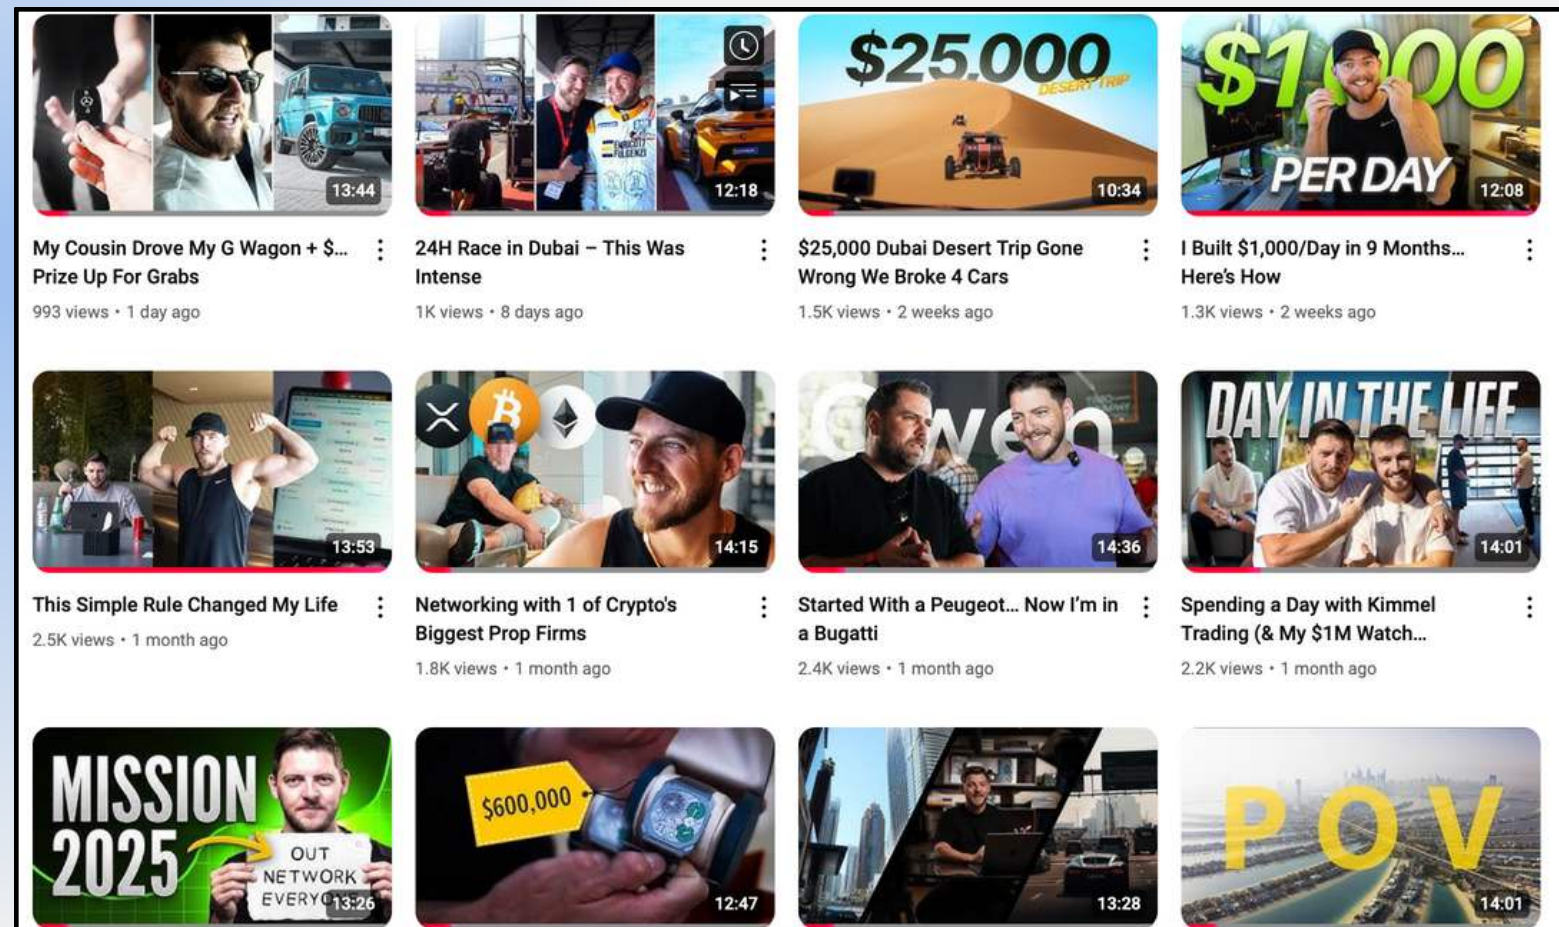 $25,000
DESERT TRIP
$1,000
PER DAY
ENRICO
FULGENZI
13:44
12:18
10:34
12:08
My Cousin Drove My G Wagon + $...
Prize Up For Grabs
993 views • 1 day ago
24H Race in Dubai – This Was
Intense
1K views • 8 days ago
$25,000 Dubai Desert Trip Gone
Wrong We Broke 4 Cars
1.5K views • 2 weeks ago
I Built $1,000/Day in 9 Months...
Here's How
1.3K views • 2 weeks ago
Owen.
DAY IN THE LIFE
13:53
14:15
14:36
14:01
This Simple Rule Changed My Life
2.5K views • 1 month ago
Networking with 1 of Crypto's
Biggest Prop Firms
1.8K views • 1 month ago
Started With a Peugeot... Now I'm in
a Bugatti
2.4K views • 1 month ago
Spending a Day with Kimmel
Trading (& My $1M Watch...
2.2K views • 1 month ago
MISSION
2025
OUT
NETWORK
EVERYO
13:26
$600,000
12:47
13:28
POV
14:01